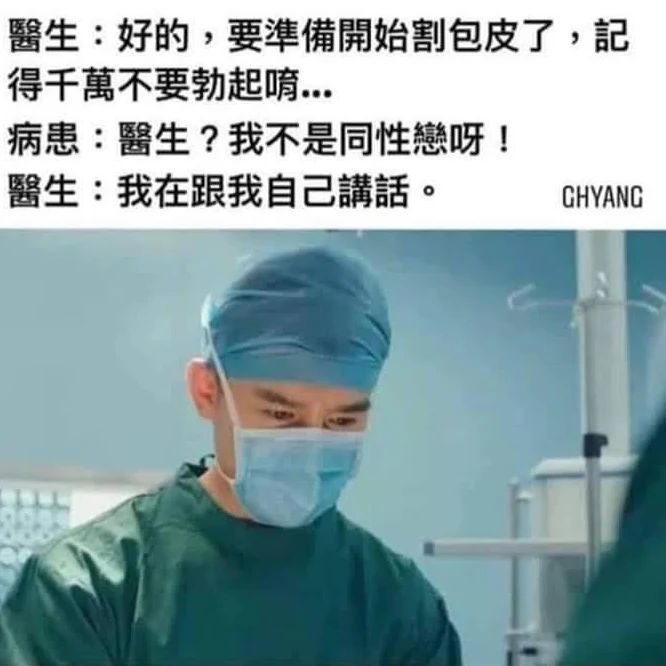 醫生：好的，要準備開始割包皮了，記
得千萬不要勃起唷...
病患：醫生？我不是同性戀呀！
醫生：我在跟我自己講話。
GHYANG